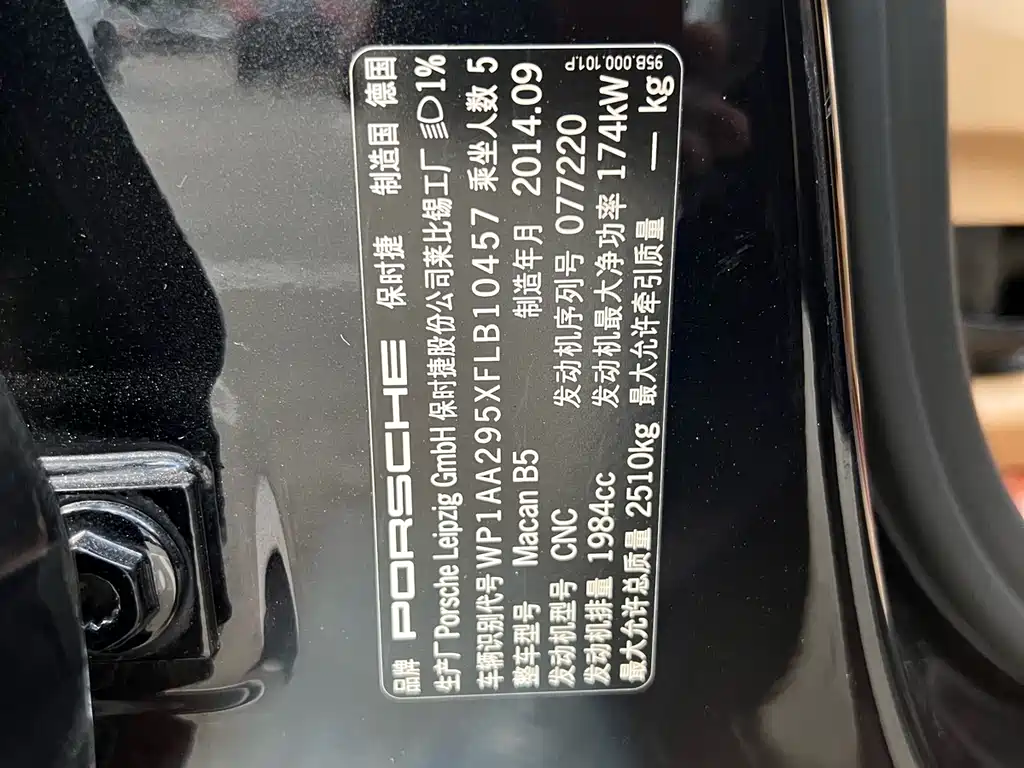 品牌 PORSCHE 保时捷 制造国 德国
生产厂 Porsche Leipzig GmbH 保时捷股份公司莱比锡工厂 1%
车辆识别代号 WP1AA295XFLB10457 乘坐人数 5
整车型号 Macan B5 制造年月 2014.09
发动机型号 CNC 发动机序列号 077220
发动机排量 1984cc 发动机最大净功率 174kW
最大允许总质量 2510kg 最大允许牵引质量 — kg
95B.000.101.P